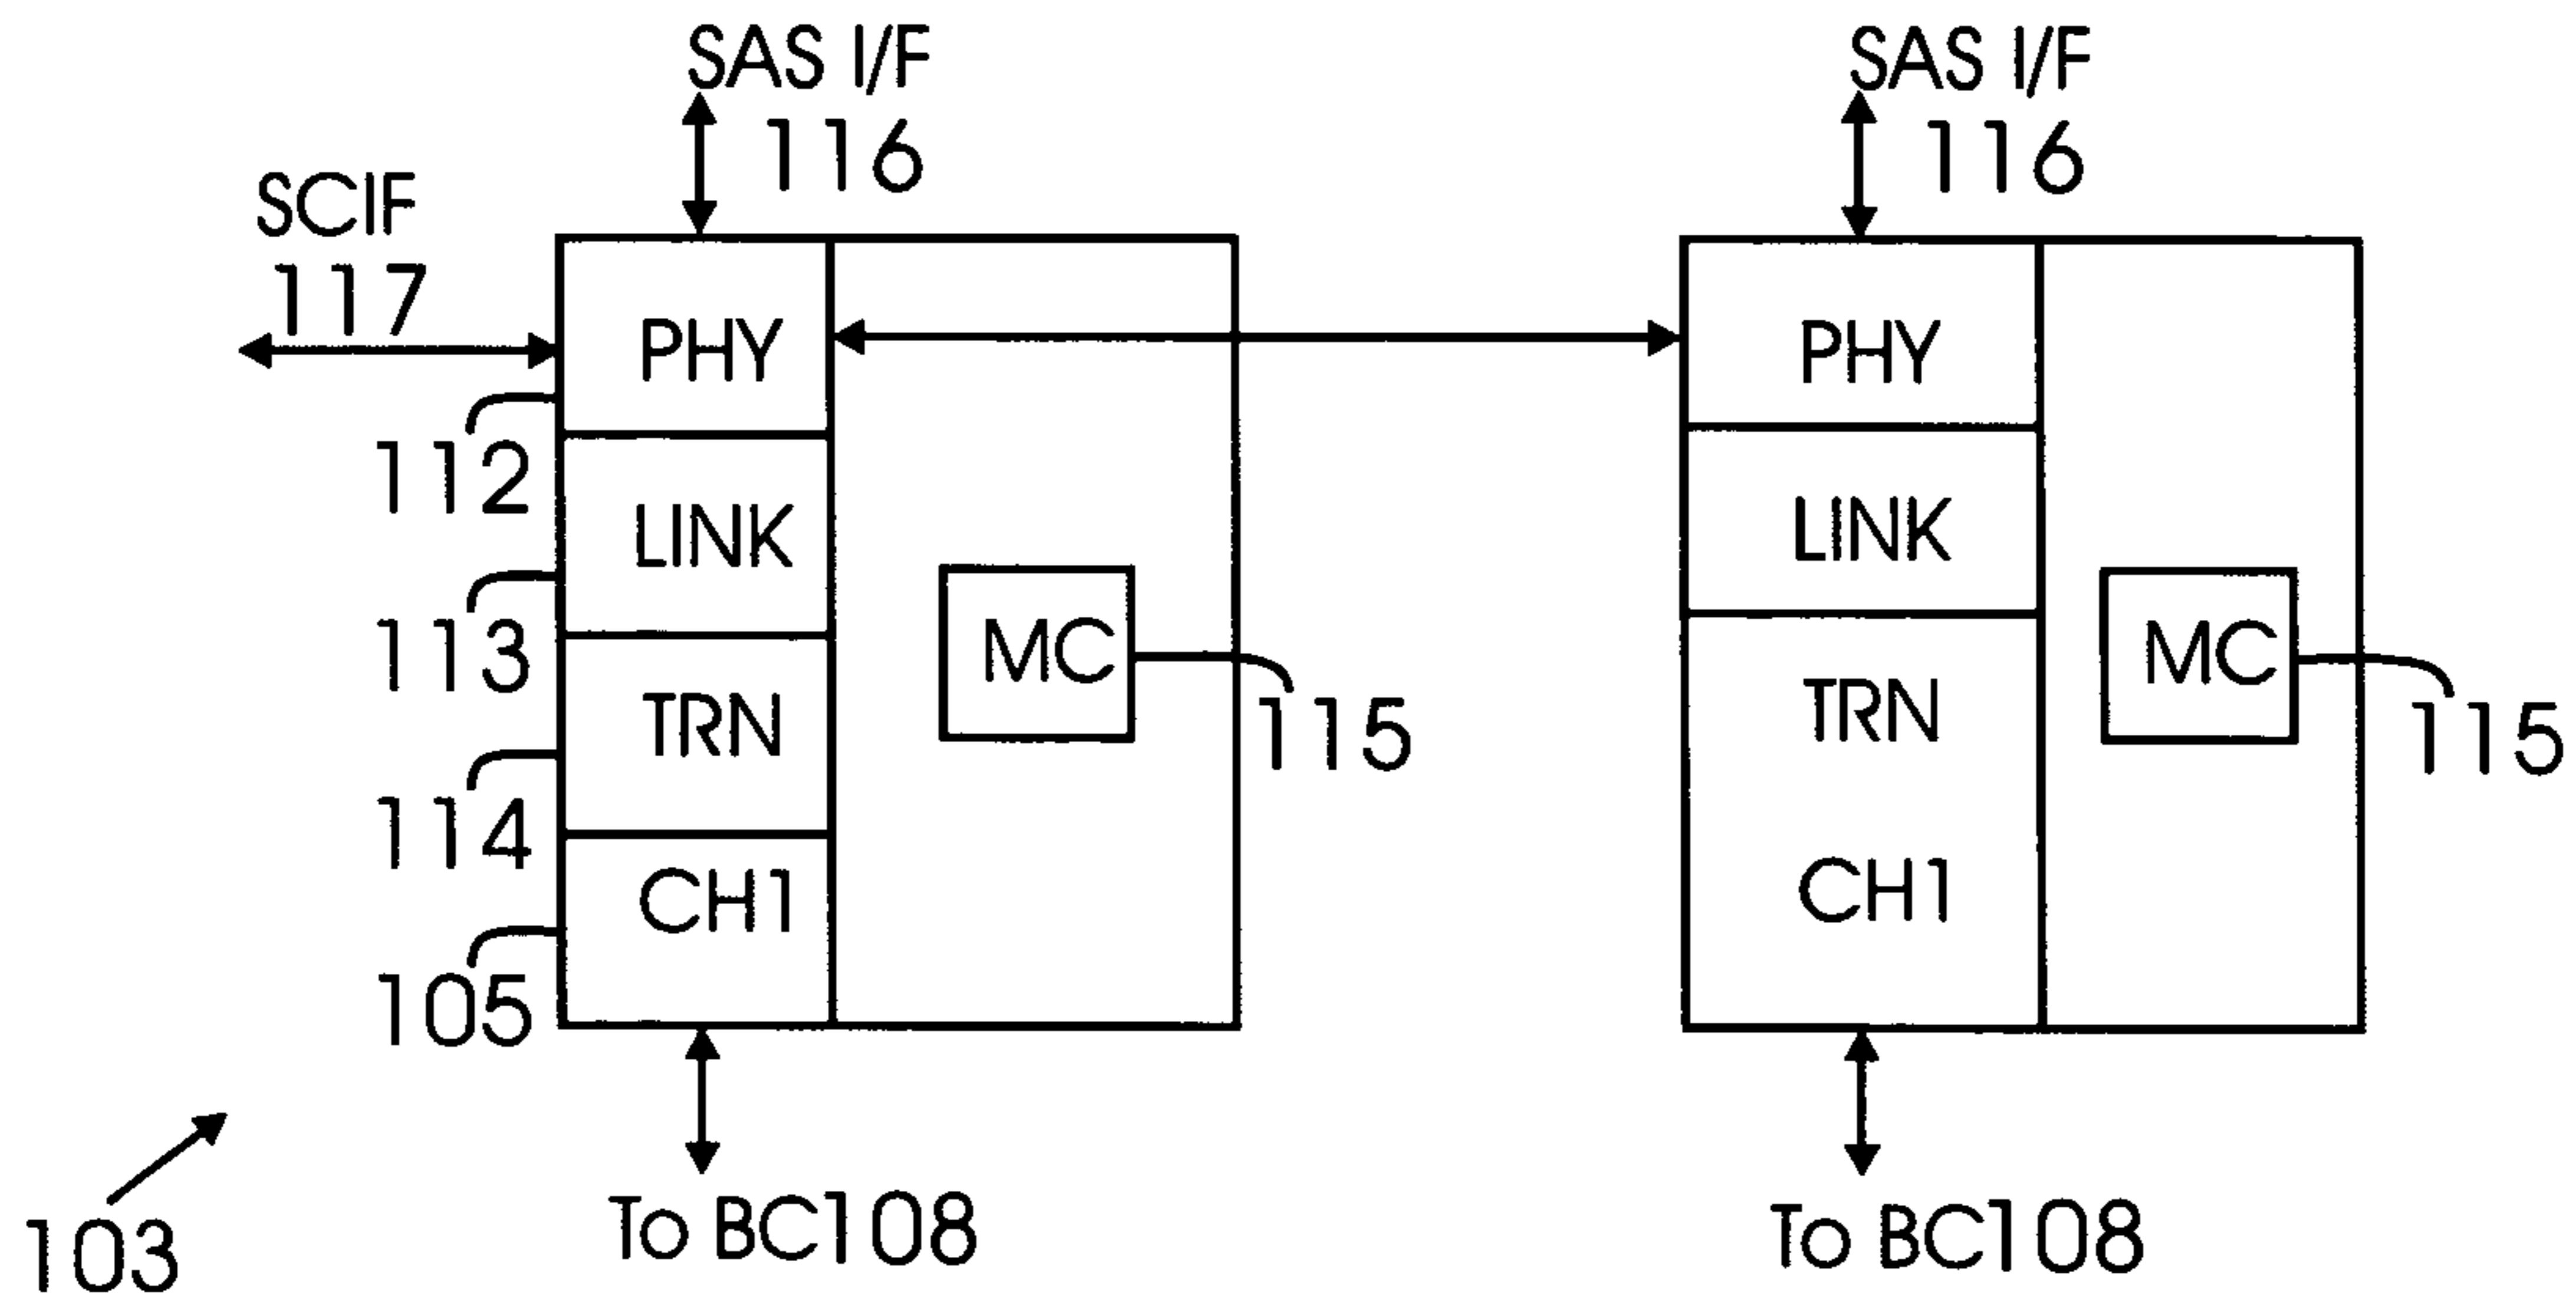 SAS I/F
116
SCIF
117
PHY
112
LINK
113
TRN
114
CH1
105
MC
115
To BC108
103
SAS I/F
116
PHY
LINK
TRN
CH1
MC
115
To BC108